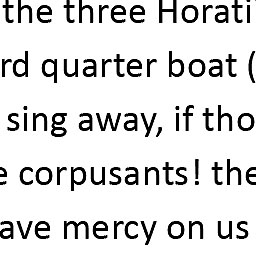 the three Horati
rd quarter boat (
sing away, if tho
e corpusants! the
ave mercy on us